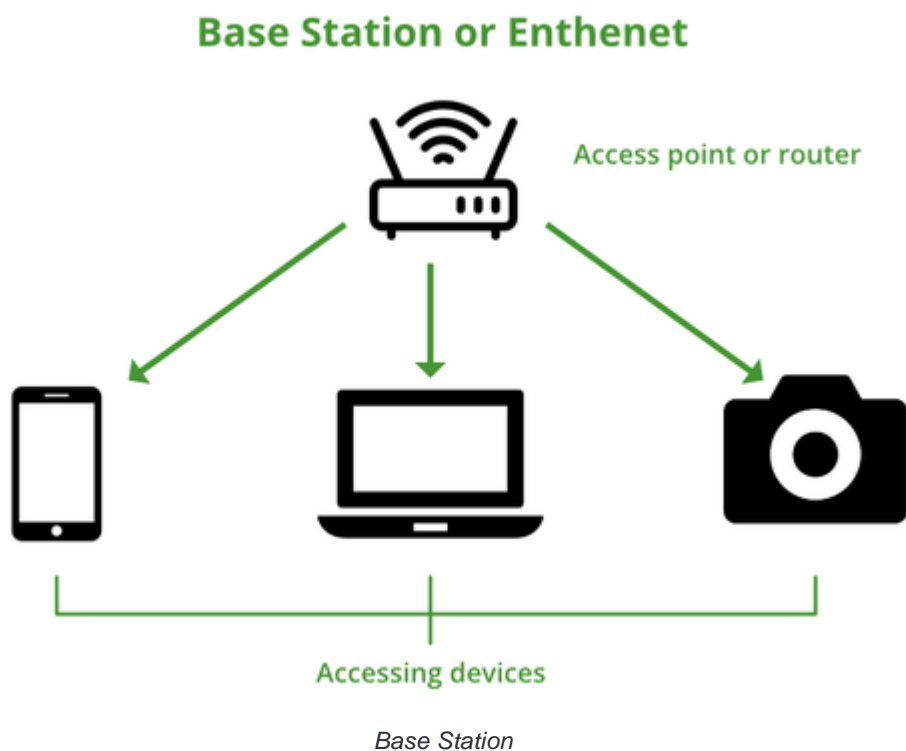 Base Station or Enthenet
Access point or router
Accessing devices
Base Station